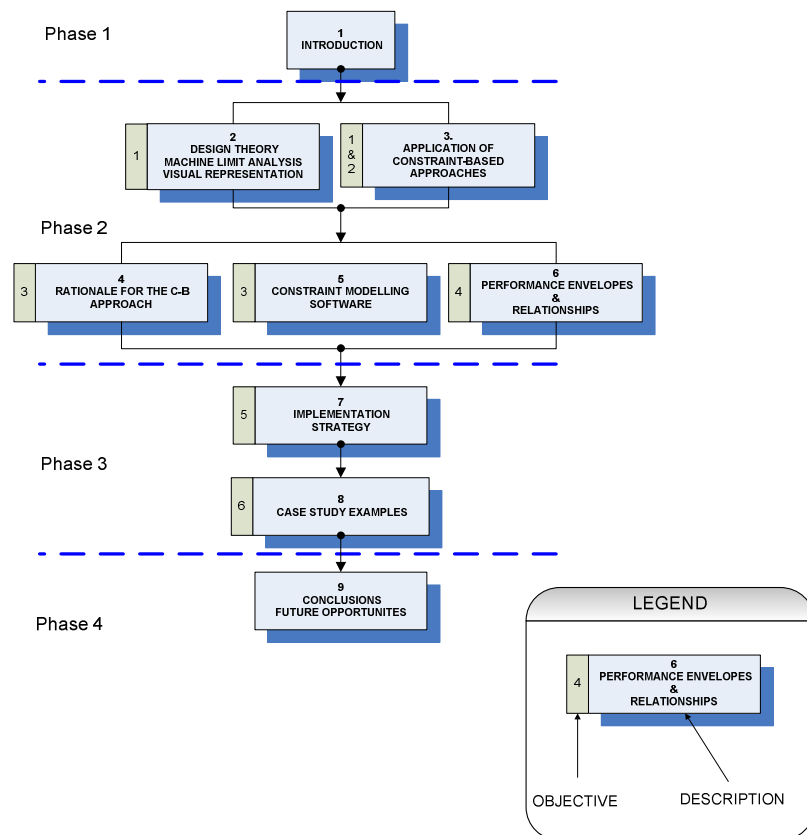 Phase 1
1
INTRODUCTION
1
2
DESIGN THEORY
MACHINE LIMIT ANALYSIS
VISUAL REPRESENTATION
1
&
2
3.
APPLICATION OF
CONSTRAINT-BASED
APPROACHES
Phase 2
3
4
RATIONALE FOR THE C-B
APPROACH
3
5
CONSTRAINT MODELLING
SOFTWARE
4
6
PERFORMANCE ENVELOPES
&
RELATIONSHIPS
5
7
IMPLEMENTATION
STRATEGY
Phase 3
6
8
CASE STUDY EXAMPLES
9
CONCLUSIONS
FUTURE OPPORTUNITES
Phase 4
LEGEND
4
6
PERFORMANCE ENVELOPES
&
RELATIONSHIPS
OBJECTIVE
DESCRIPTION